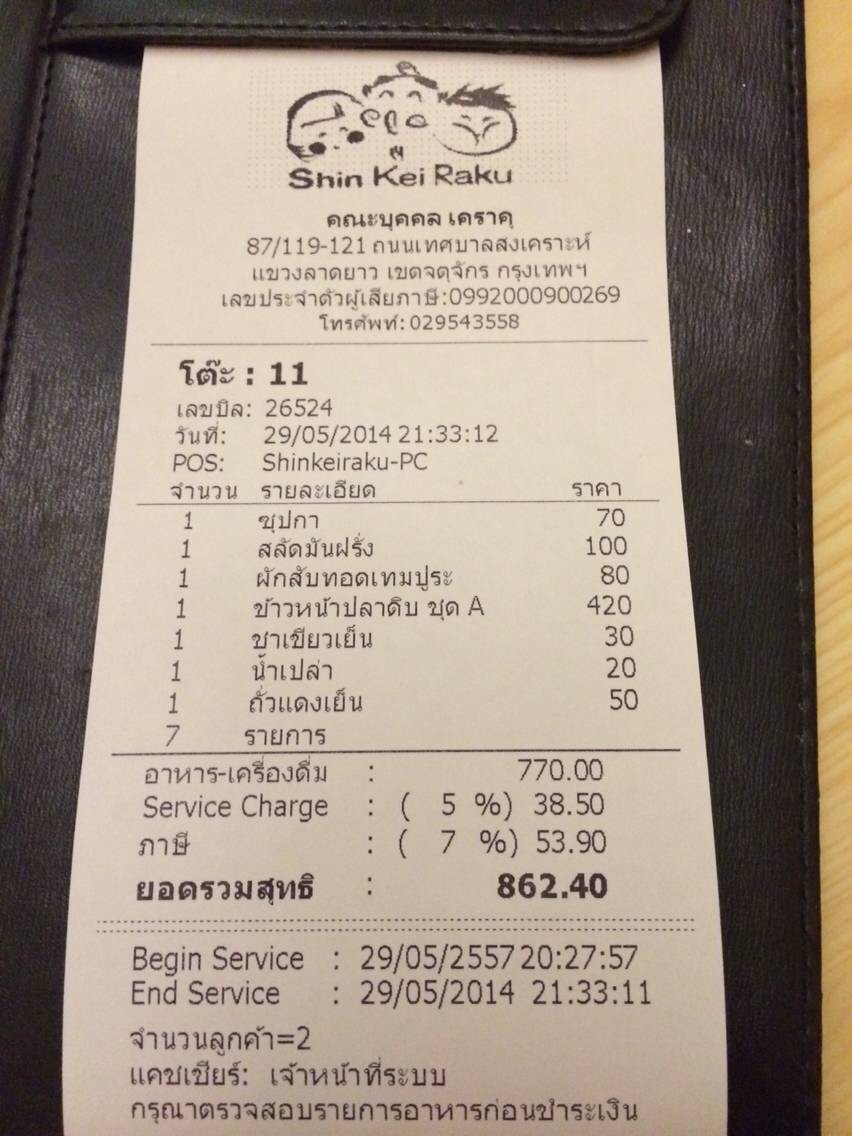 Shin Kei Raku
คณะบุคคล เคราคุ
87/119-121 ถนนเทศบาลสงเคราะห์
แขวงลาดยาว เขตจตุจักร กรุงเทพฯ
เลขประจำตัวผู้เสียภาษี:0992000900269
โทรศัพท์: 029543558
โต๊ะ : 11
เลขบิล: 26524
วันที่: 29/05/2014 21:33:12
POS: Shinkeiraku-PC
จำนวน รายละเอียด ราคา
1 ซุปกา 70
1 สลัดมันฝรั่ง 100
1 ผักสับทอดเทมปูระ 80
1 ข้าวหน้าปลาดิบ ชุด A 420
1 ชาเขียวเย็น 30
1 น้ำเปล่า 20
1 ถั่วแดงเย็น 50
7 รายการ
อาหาร-เครื่องดื่ม : 770.00
Service Charge : ( 5 %) 38.50
ภาษี : ( 7 %) 53.90
ยอดรวมสุทธิ : 862.40
Begin Service : 29/05/2557 20:27:57
End Service : 29/05/2014 21:33:11
จำนวนลูกค้า=2
แคชเชียร์: เจ้าหน้าที่ระบบ
กรุณาตรวจสอบรายการอาหารก่อนชำระเงิน